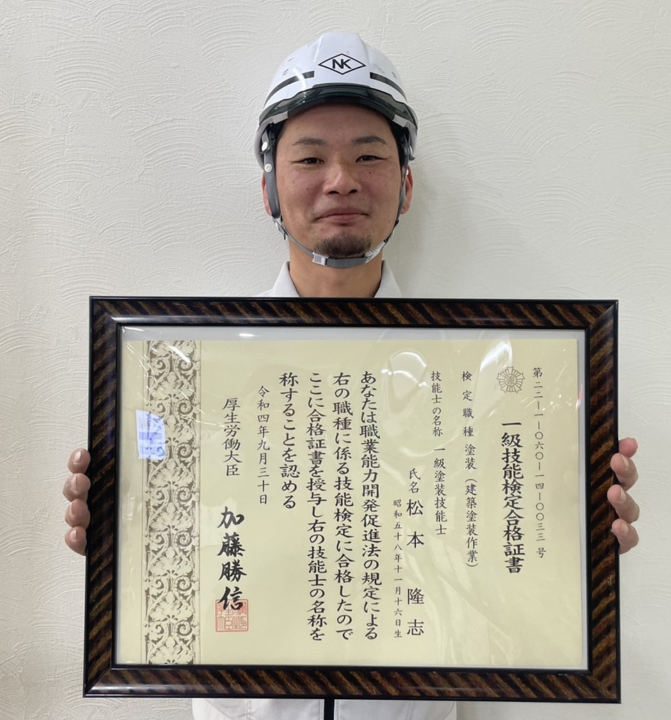 NK
第二二—一—〇六〇—一四—〇〇三三号
一級技能検定合格証書
検定職種 塗装(建築塗装作業)
技能士の名称 一級塗装技能士
氏名 松本 隆志
昭和五十八年十一月十六日生
あなたは職業能力開発促進法の規定による
右の職種に係る技能検定に合格したので
ここに合格証書を授与し右の技能士の名称を
称することを認める
令和四年九月三十日
厚生労働大臣
加藤勝信